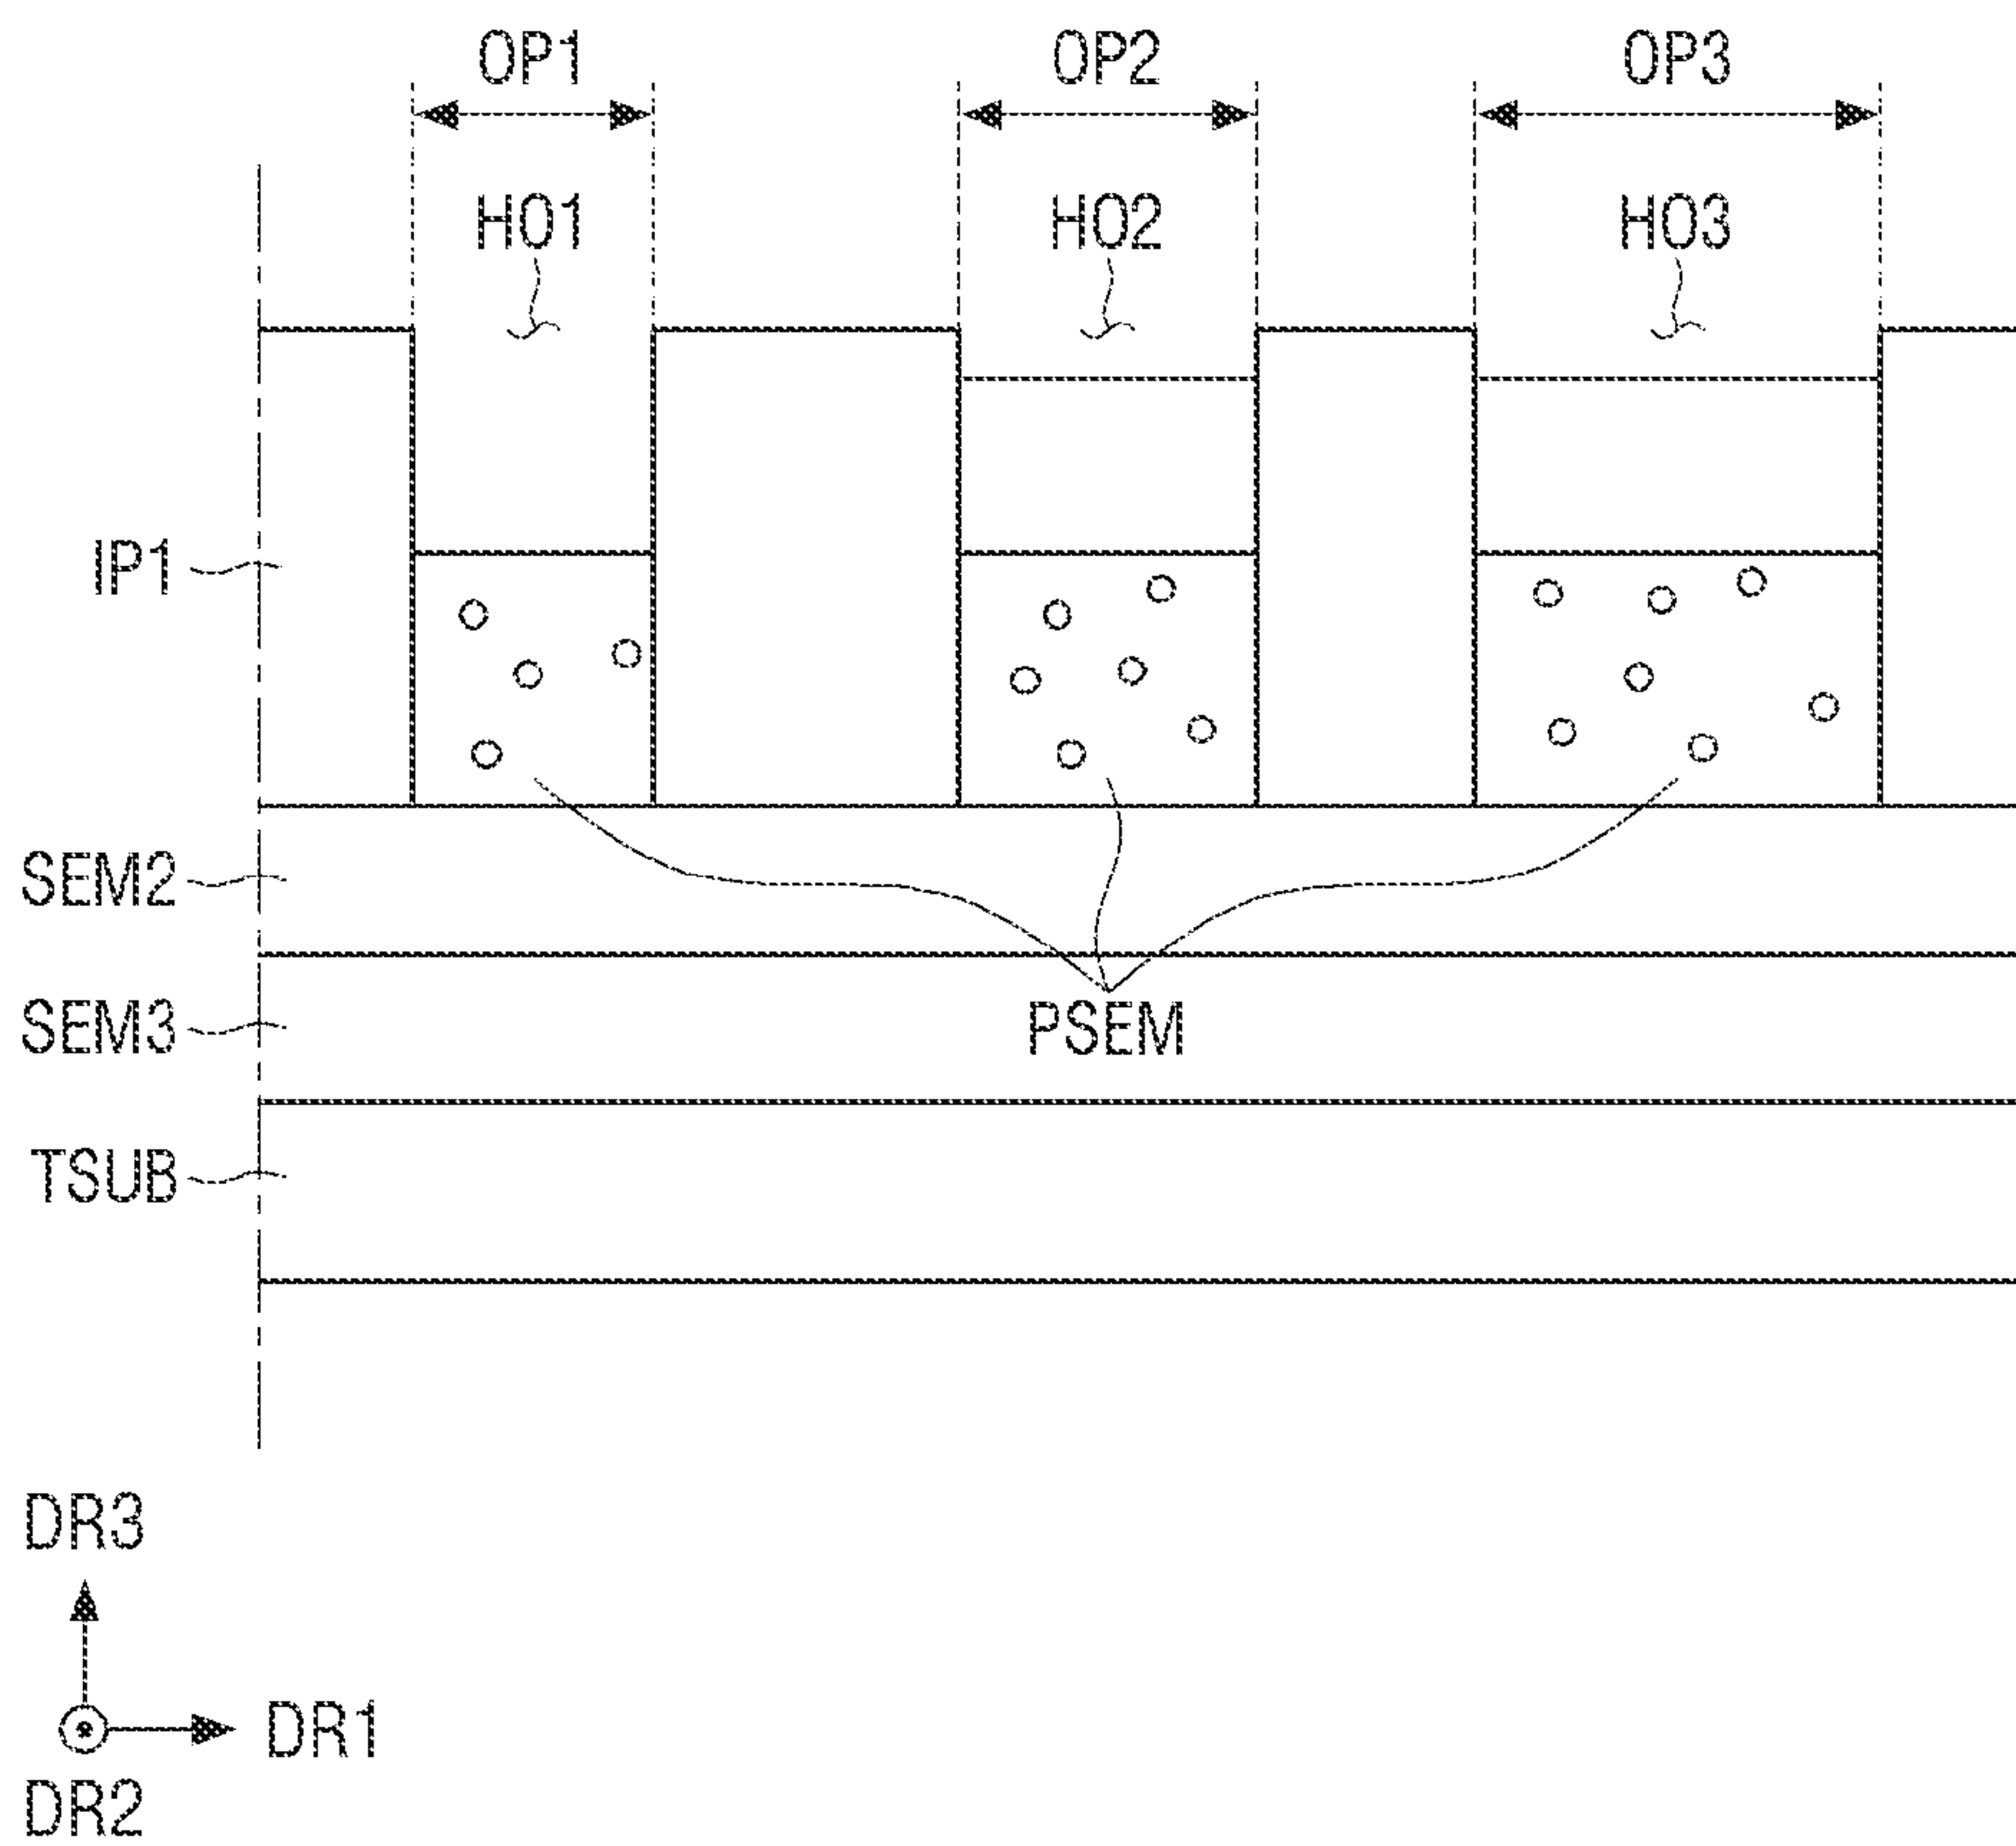 OP1 OP2 OP3
HO1 HO2 HO3
IP1
SEM2
SEM3 PSEM
TSUB
DR3
DR1
DR2